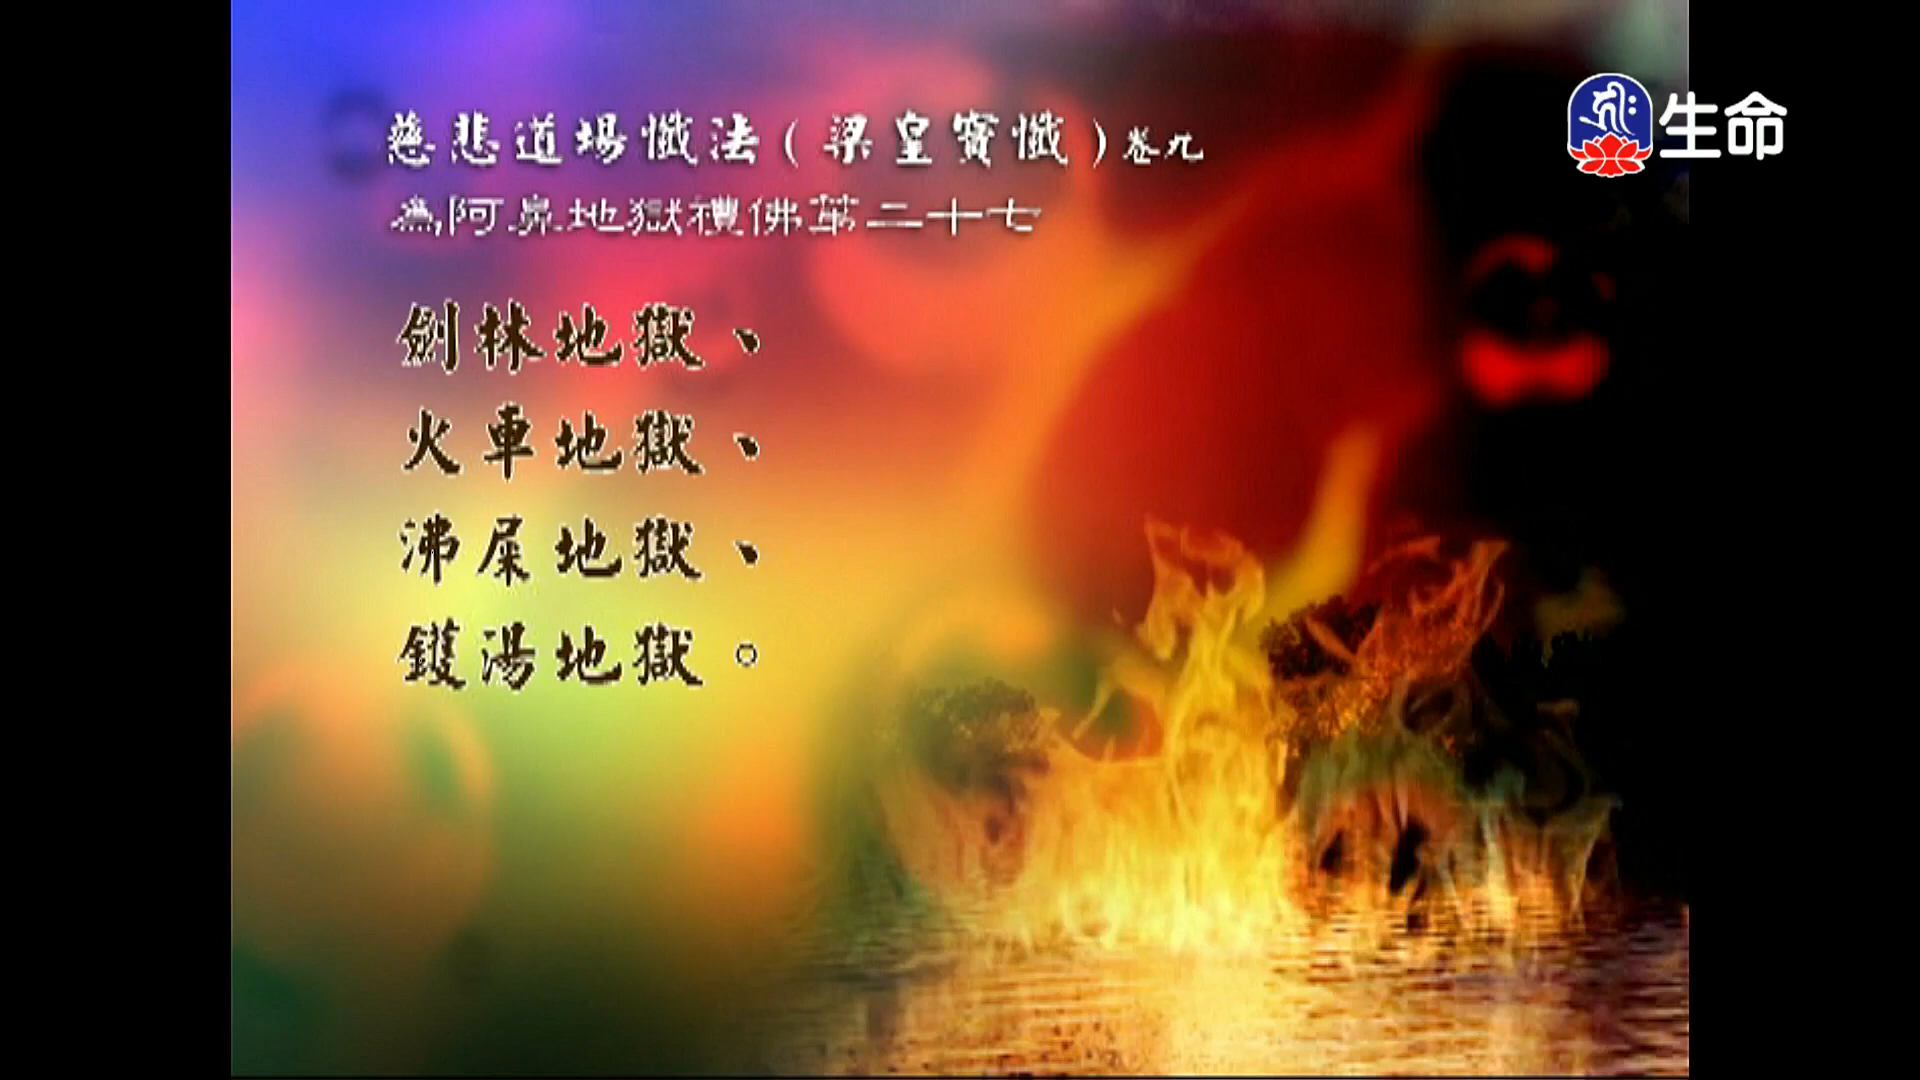 慈悲道場懺法(梁皇寶懺)卷九
為阿鼻地獄禮佛第二十七
劍林地獄、
火車地獄、
沸屎地獄、
鑊湯地獄。
生命